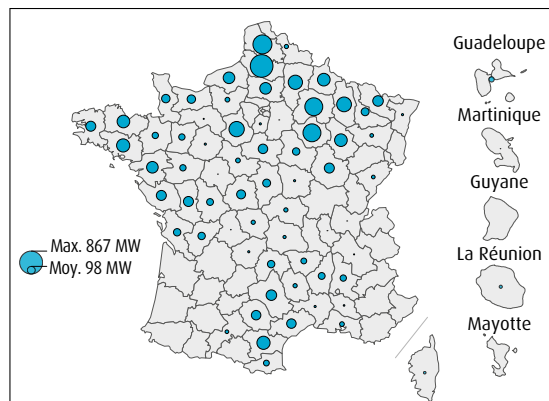 Guadeloupe
Martinique
Guyane
La Réunion
Mayotte
Max. 867 MW
Moy. 98 MW